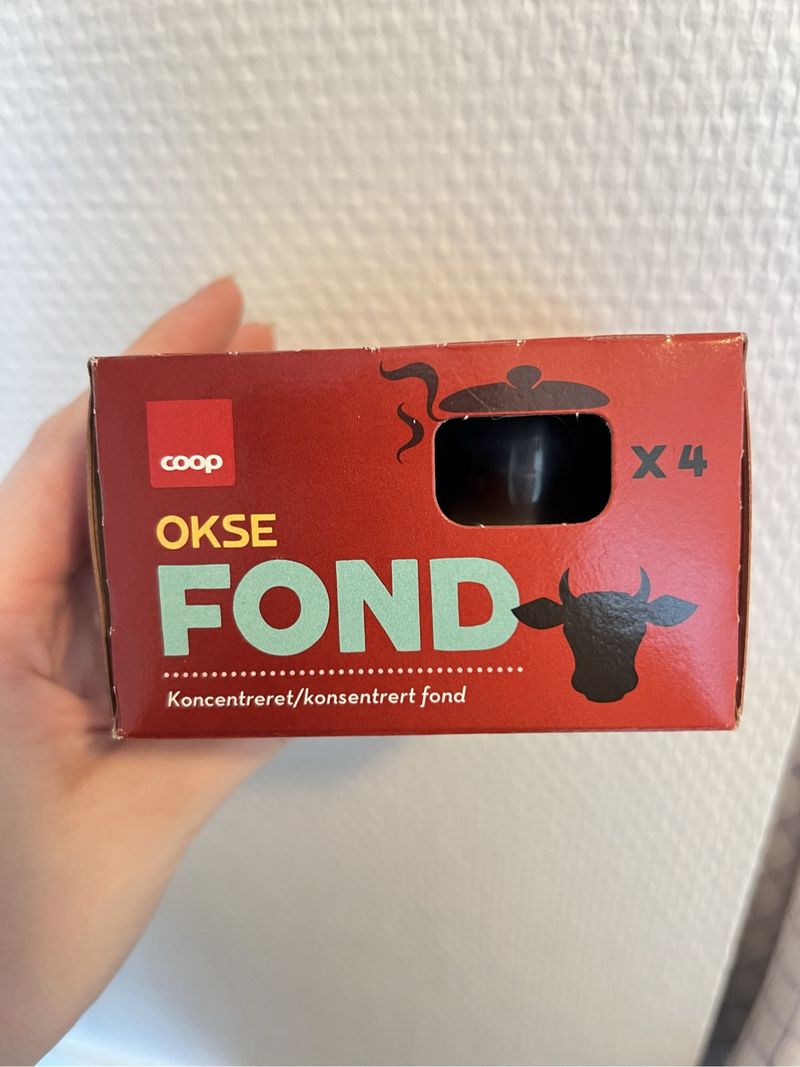 coop
X 4
OKSE
FOND
Koncentreret/konsentrert fond